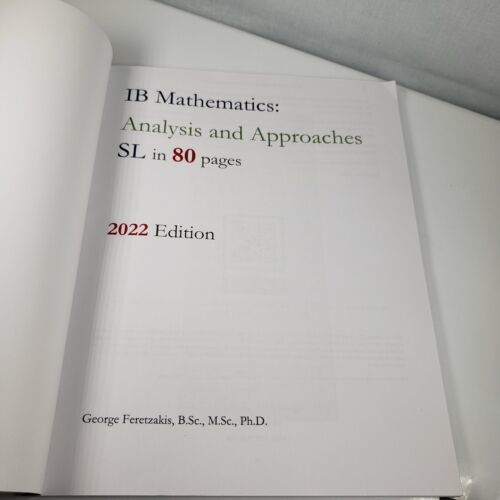 IB Mathematics:
Analysis and Approaches
SL in 80 pages
2022 Edition
George Feretzakis, B.Sc., M.Sc., Ph.D.